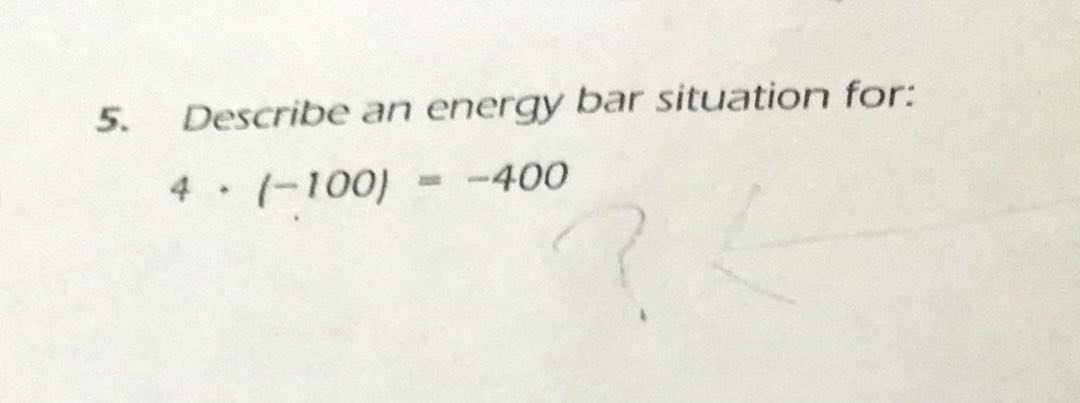 5. Describe an energy bar situation for:
4 · (-100) = -400
?